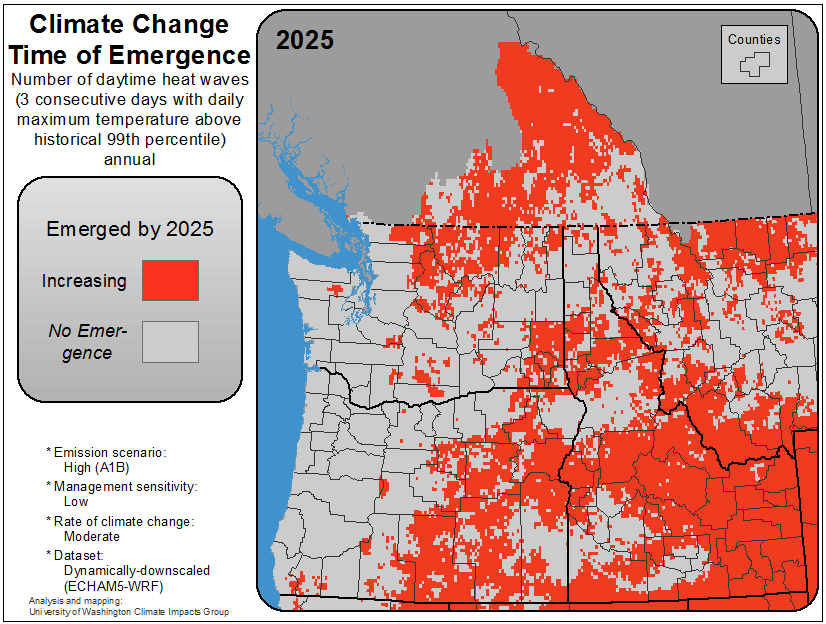 Climate Change
Time of Emergence
Number of daytime heat waves
(3 consecutive days with daily
maximum temperature above
historical 99th percentile)
annual
Emerged by 2025
Increasing
No Emer-
gence
* Emission scenario:
High (A1B)
* Management sensitivity:
Low
* Rate of climate change:
Moderate
* Dataset:
Dynamically-downscaled
(ECHAM5-WRF)
Analysis and mapping:
University of Washington Climate Impacts Group
2025
Counties